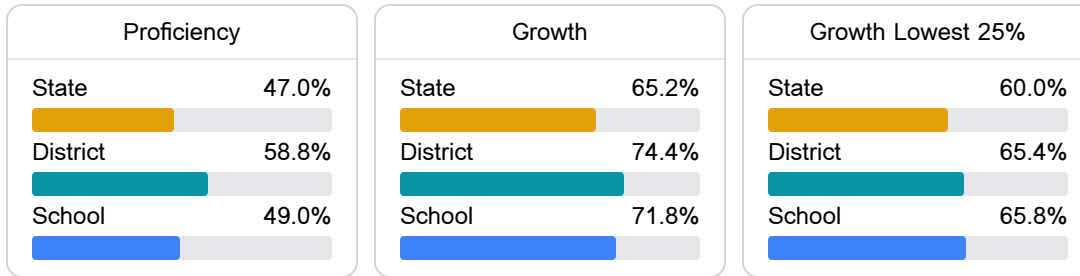 Proficiency
State 47.0%
District 58.8%
School 49.0%
Growth
State 65.2%
District 74.4%
School 71.8%
Growth Lowest 25%
State 60.0%
District 65.4%
School 65.8%